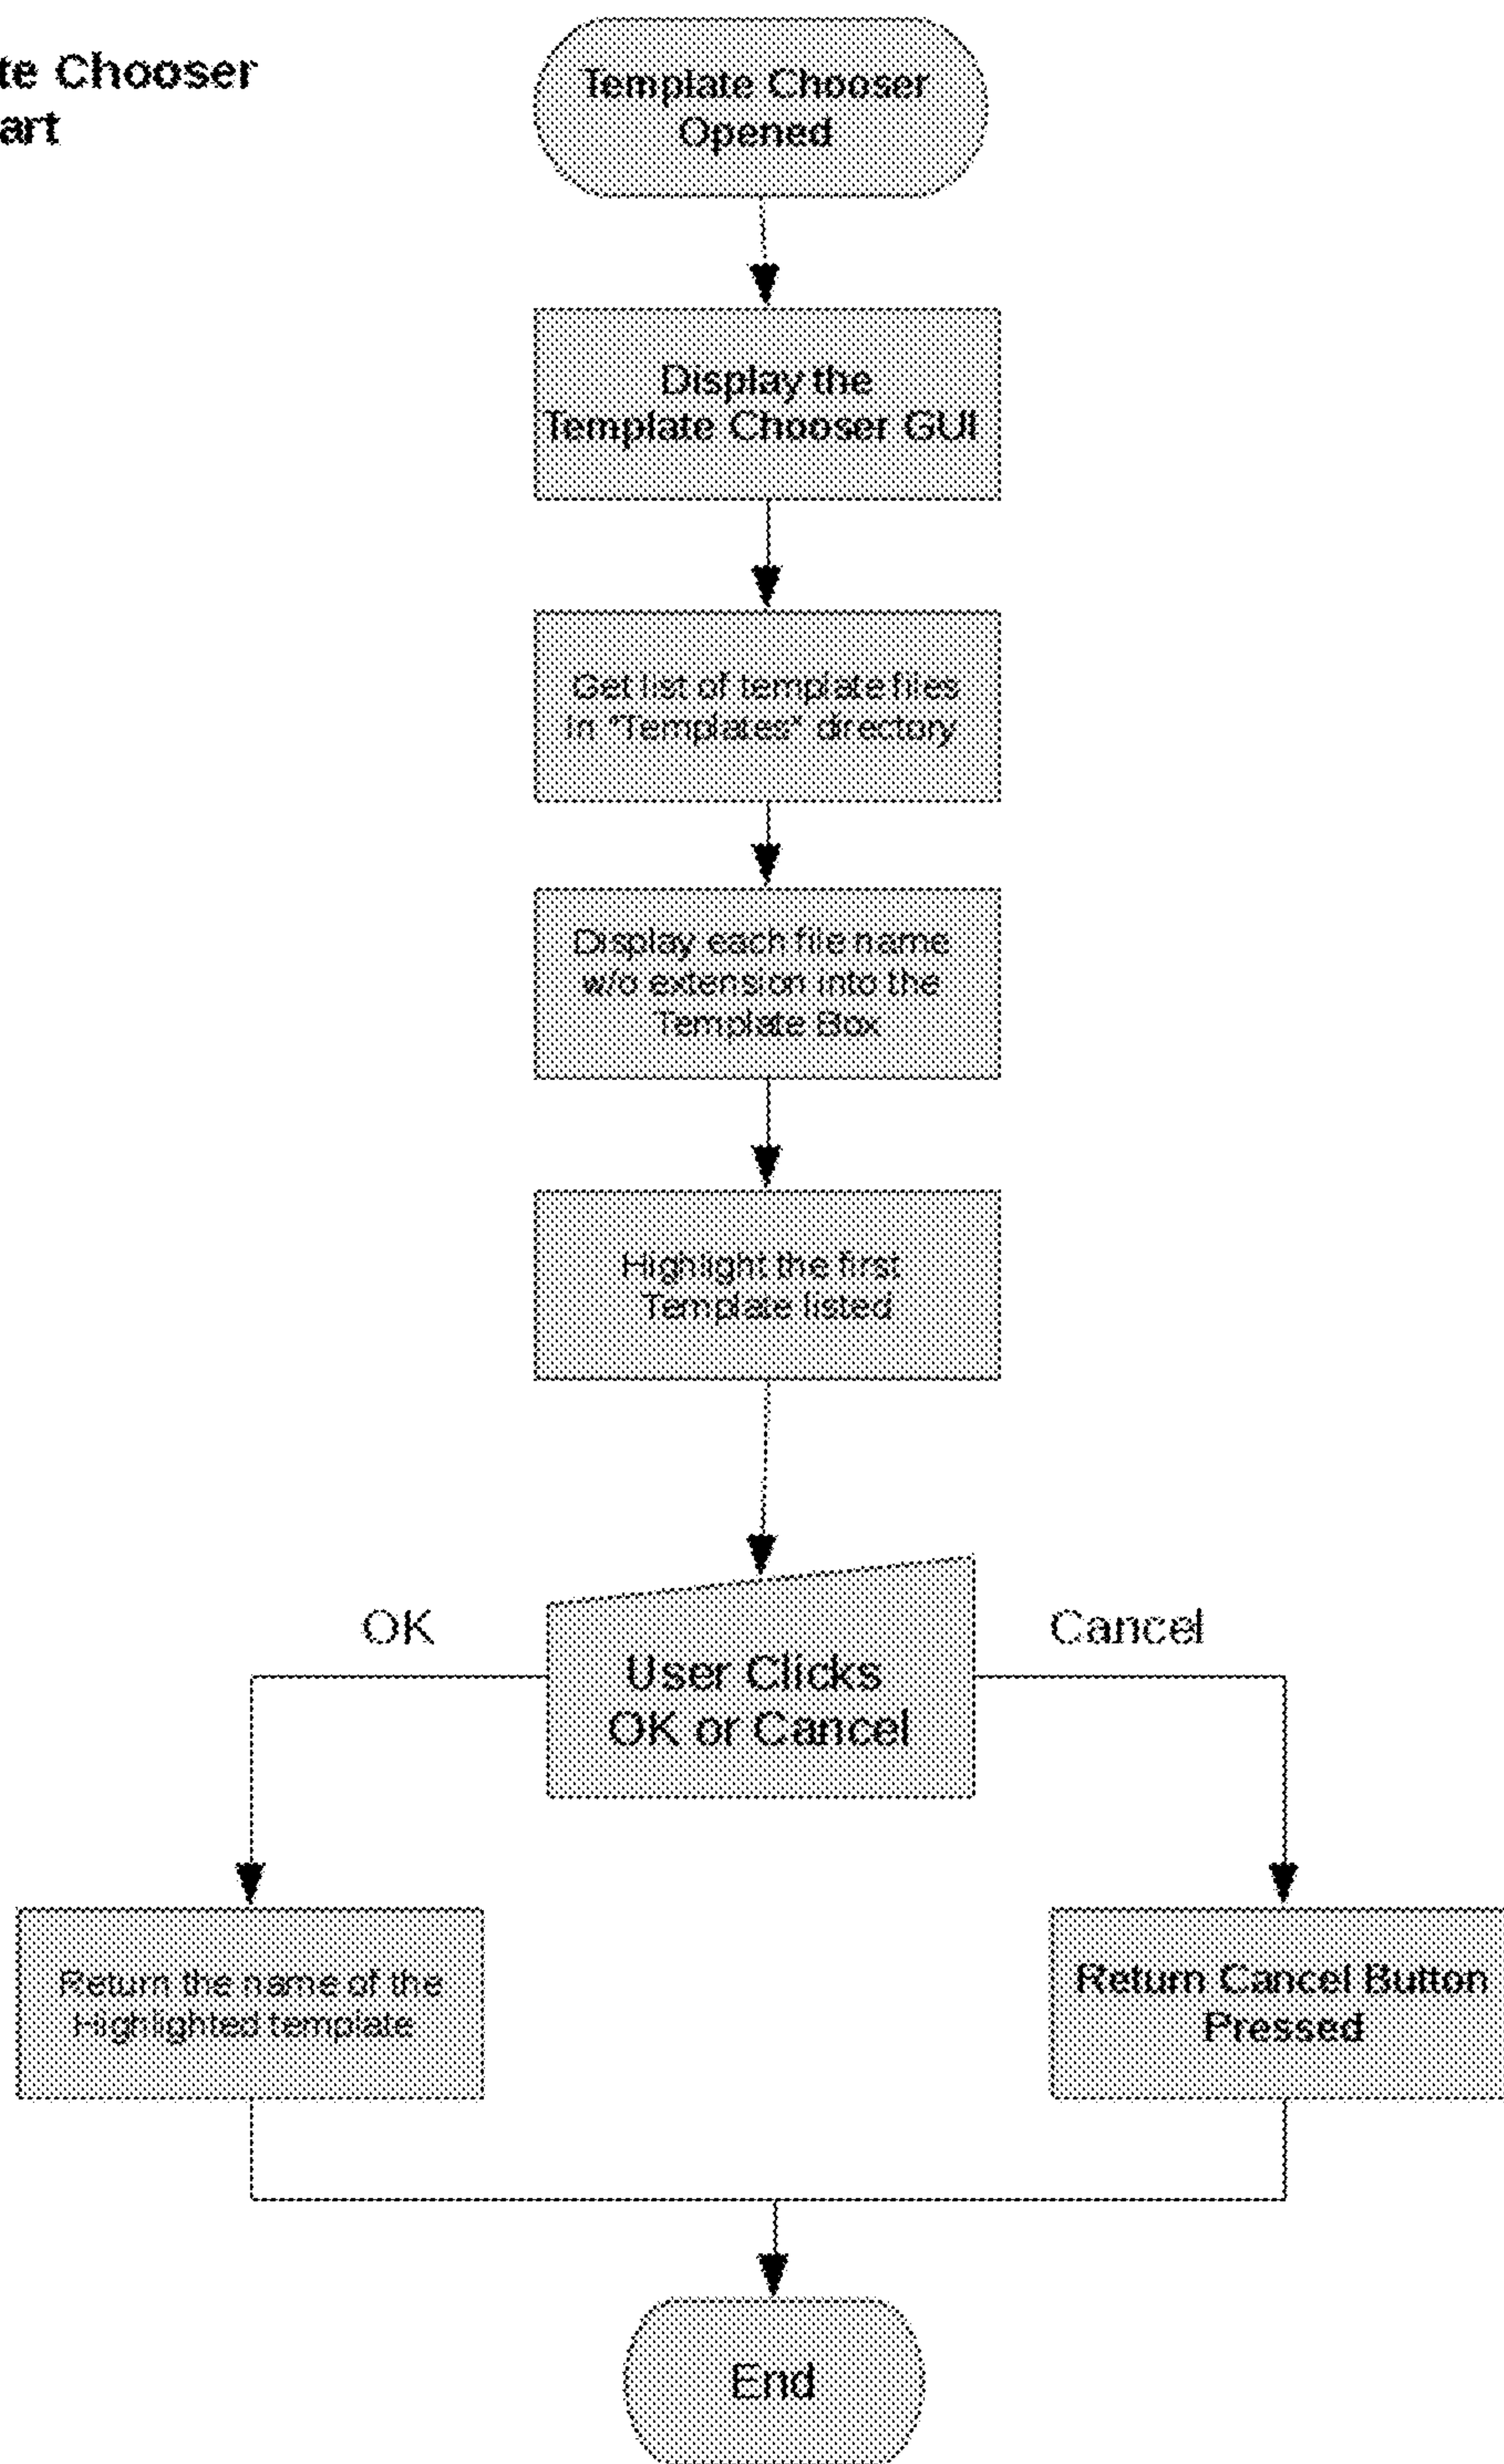 te Chooser
art
Template Chooser
Opened
Display the
Template Chooser GUI
Get list of template files
in "Templates" directory
Display each file name
w/o extension into the
Template Box
Highlight the first
Template listed
OK
Cancel
User Clicks
OK or Cancel
Return the name of the
Highlighted template
Return Cancel Button
Pressed
End